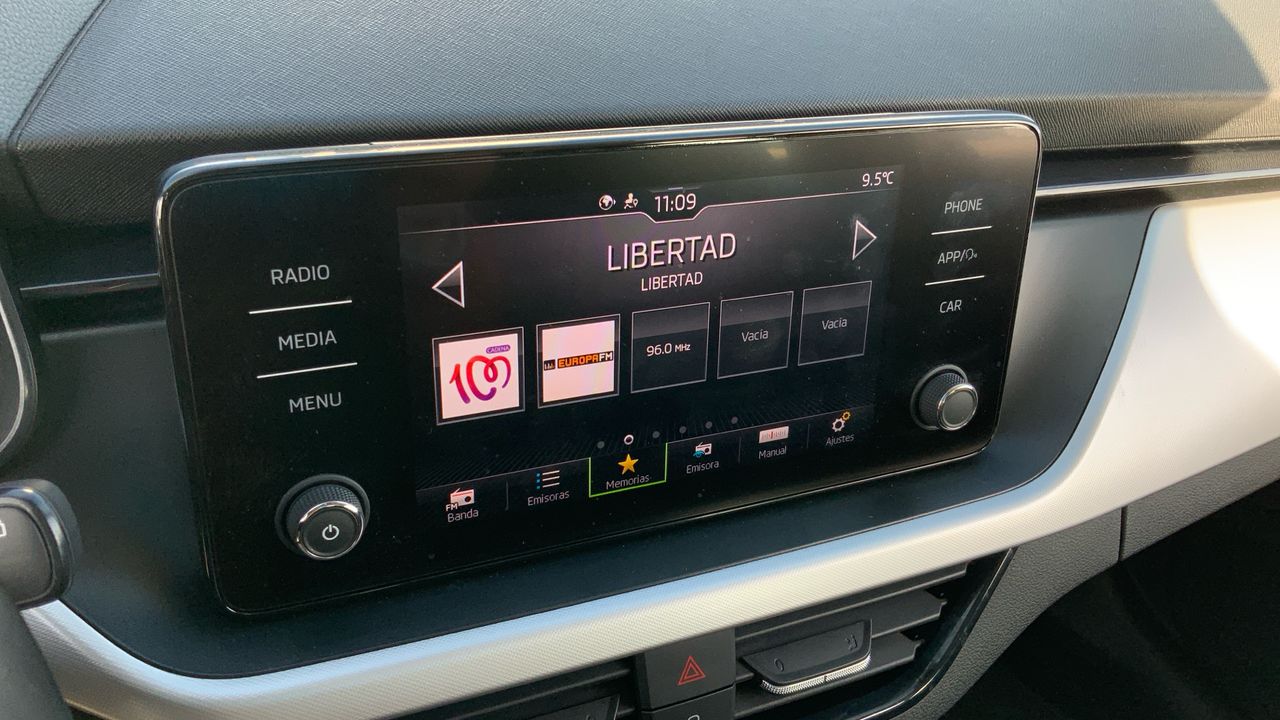 9.5°C
11:09
LIBERTAD
LIBERTAD
RADIO
MEDIA
MENU
PHONE
APP/
CAR
CADENA
100
EUROPA FM
96.0 MHz
Vacía
Vacía
FM
Banda
Emisoras
Memorias
Emisora
Manual
Ajustes
0